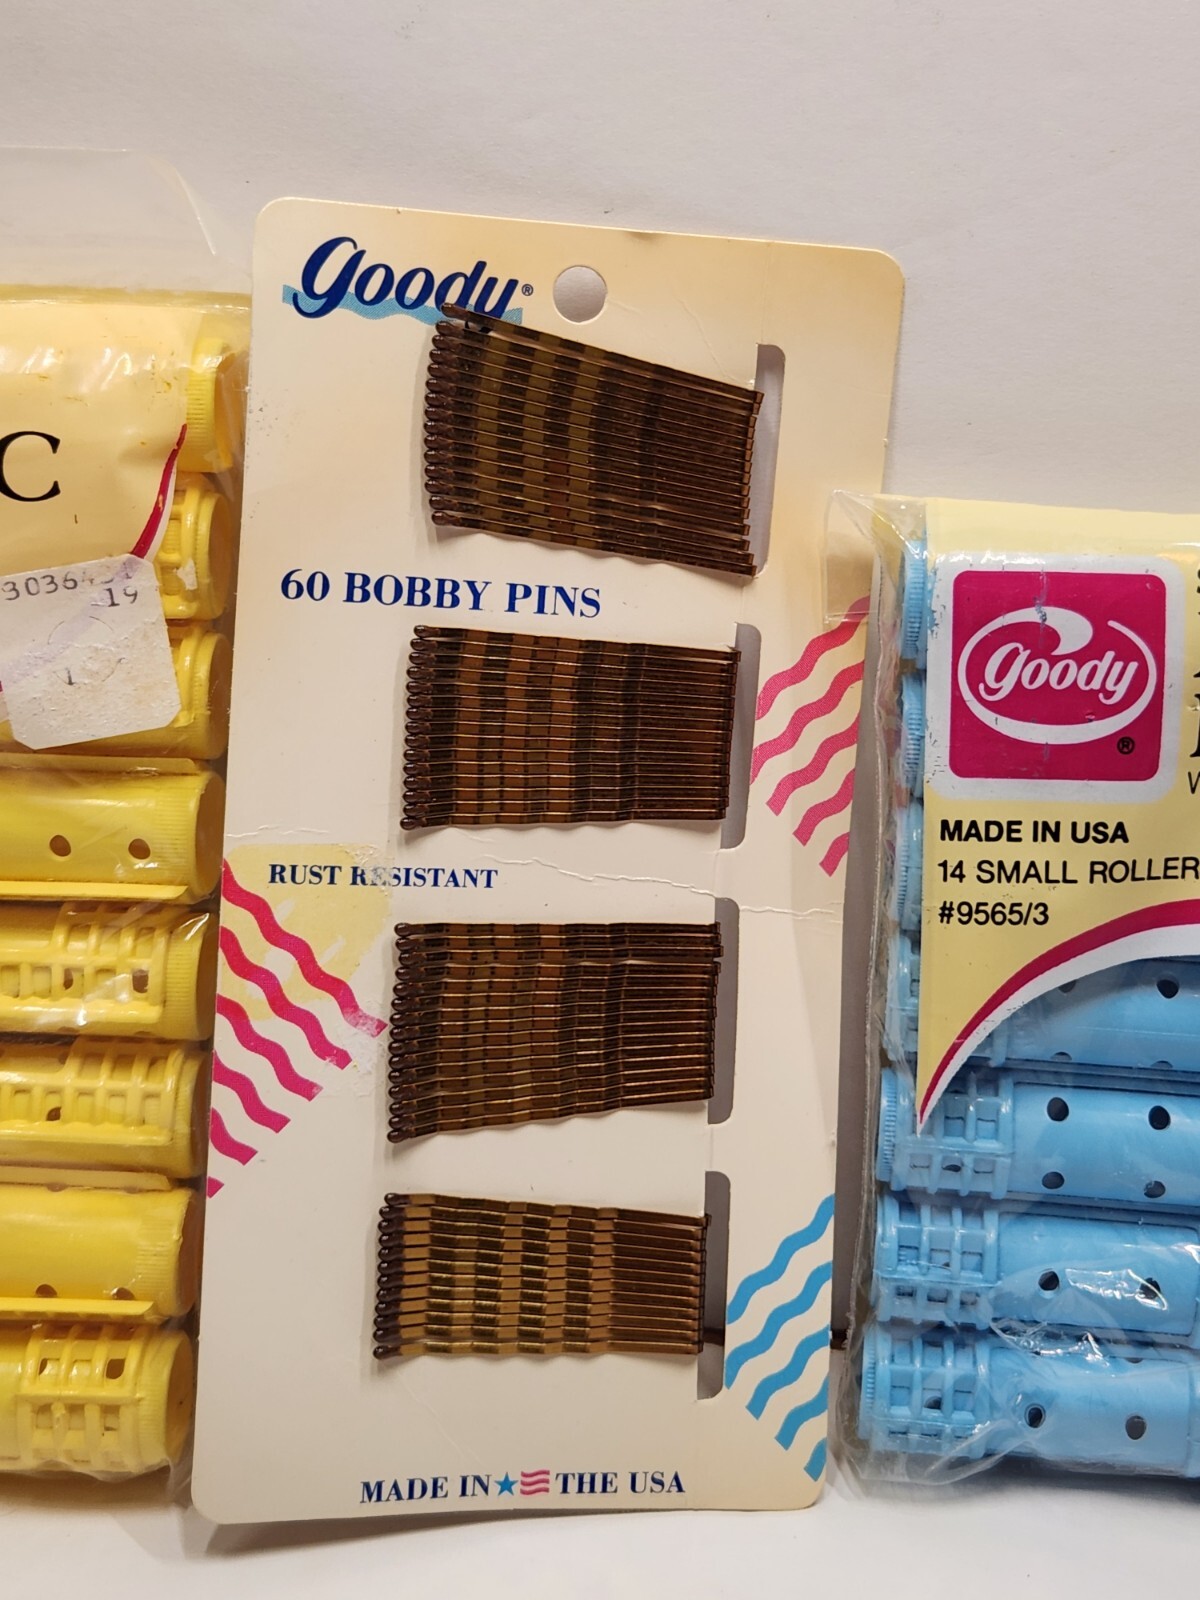 C
19
goody®
60 BOBBY PINS
RUST RESISTANT
MADE IN THE USA
goody
®
MADE IN USA
14 SMALL ROLLER
#9565/3